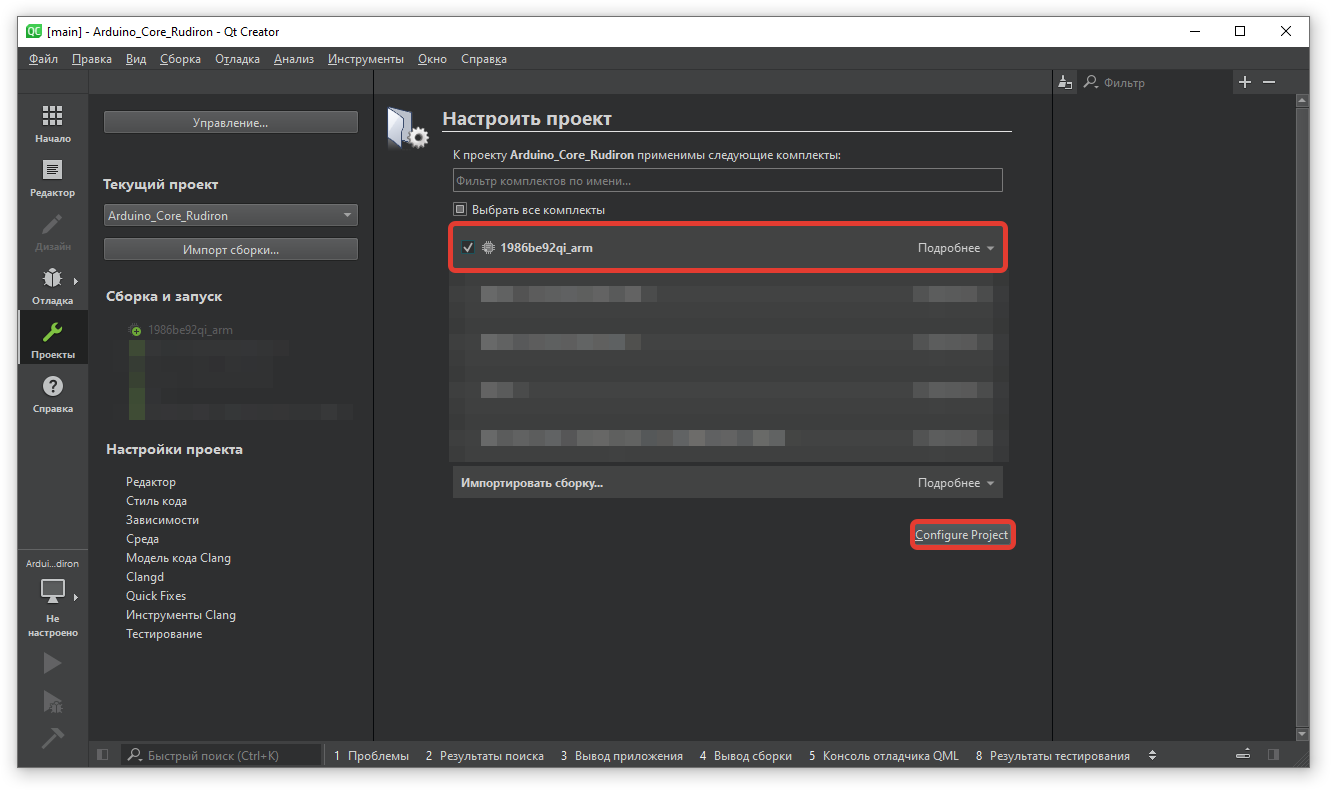 [main] - Arduino_Core_Rudiron - Qt Creator
Файл Правка Вид Сборка Отладка Анализ Инструменты Окно Справка
Фильтр
Начало
Редактор
Дизайн
Отладка
Проекты
Справка
Ardui...diron
Не
настроено
Управление...
Текущий проект
Arduino_Core_Rudiron
Импорт сборки...
Сборка и запуск
1986be92qi_arm
Настройки проекта
Редактор
Стиль кода
Зависимости
Среда
Модель кода Clang
Clangd
Quick Fixes
Инструменты Clang
Тестирование
Настроить проект
К проекту Arduino_Core_Rudiron применимы следующие комплекты:
Фильтр комплектов по имени...
Выбрать все комплекты
1986be92qi_arm Подробнее
Импортировать сборку... Подробнее
Configure Project
Быстрый поиск (Ctrl+K) 1 Проблемы 2 Результаты поиска 3 Вывод приложения 4 Вывод сборки 5 Консоль отладчика QML 8 Результаты тестирования